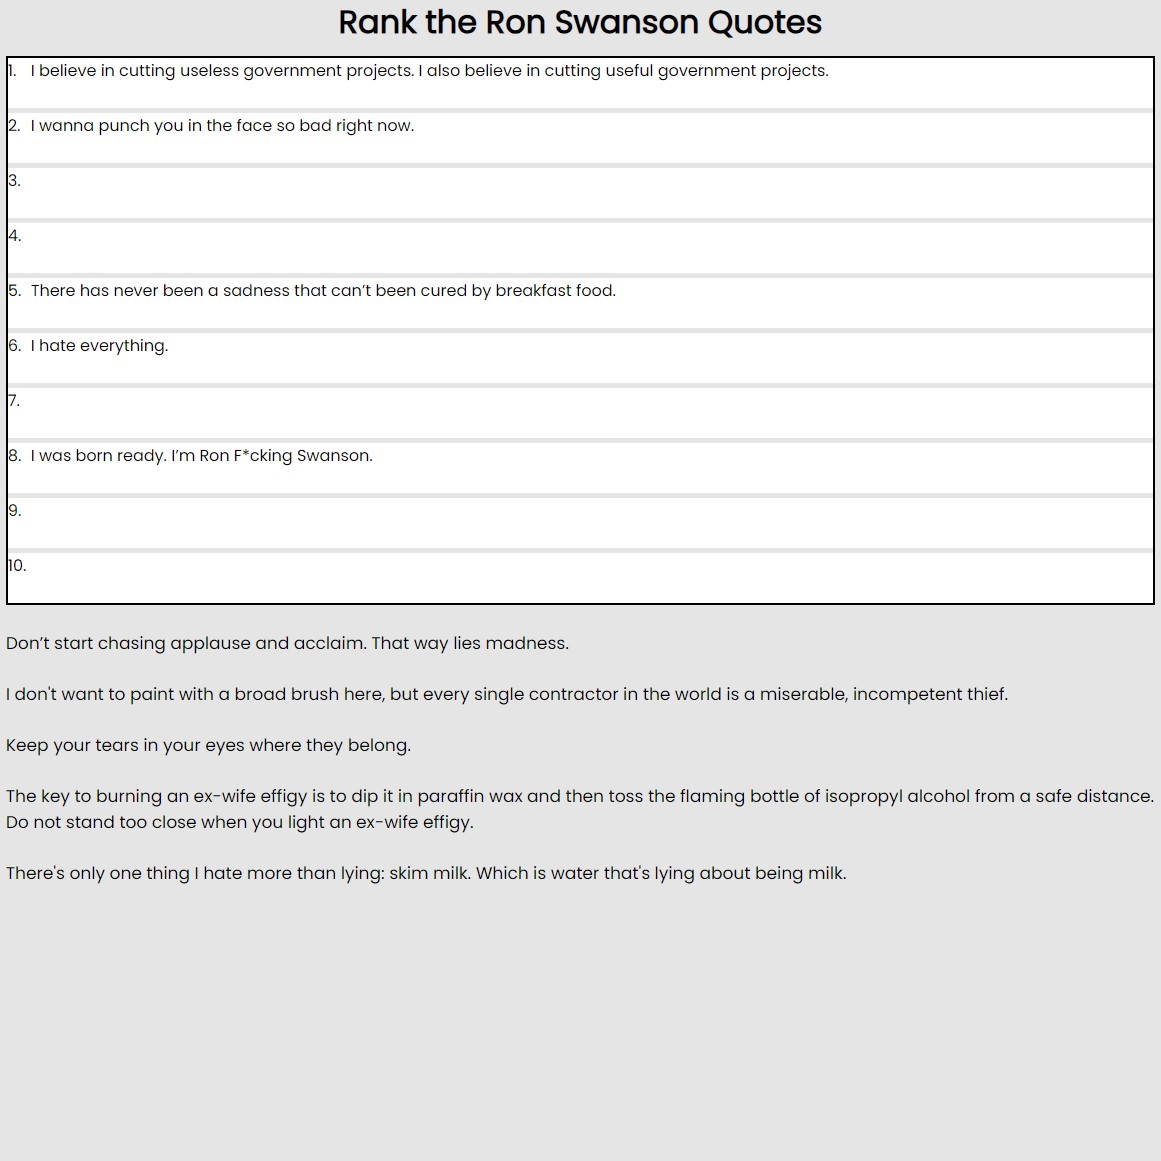 Rank the Ron Swanson Quotes
1. I believe in cutting useless government projects. I also believe in cutting useful government projects.
2. I wanna punch you in the face so bad right now.
3.
4.
5. There has never been a sadness that can’t been cured by breakfast food.
6. I hate everything.
7.
8. I was born ready. I’m Ron F*cking Swanson.
9.
10.
Don’t start chasing applause and acclaim. That way lies madness.
I don't want to paint with a broad brush here, but every single contractor in the world is a miserable, incompetent thief.
Keep your tears in your eyes where they belong.
The key to burning an ex-wife effigy is to dip it in paraffin wax and then toss the flaming bottle of isopropyl alcohol from a safe distance.
Do not stand too close when you light an ex-wife effigy.
There's only one thing I hate more than lying: skim milk. Which is water that's lying about being milk.